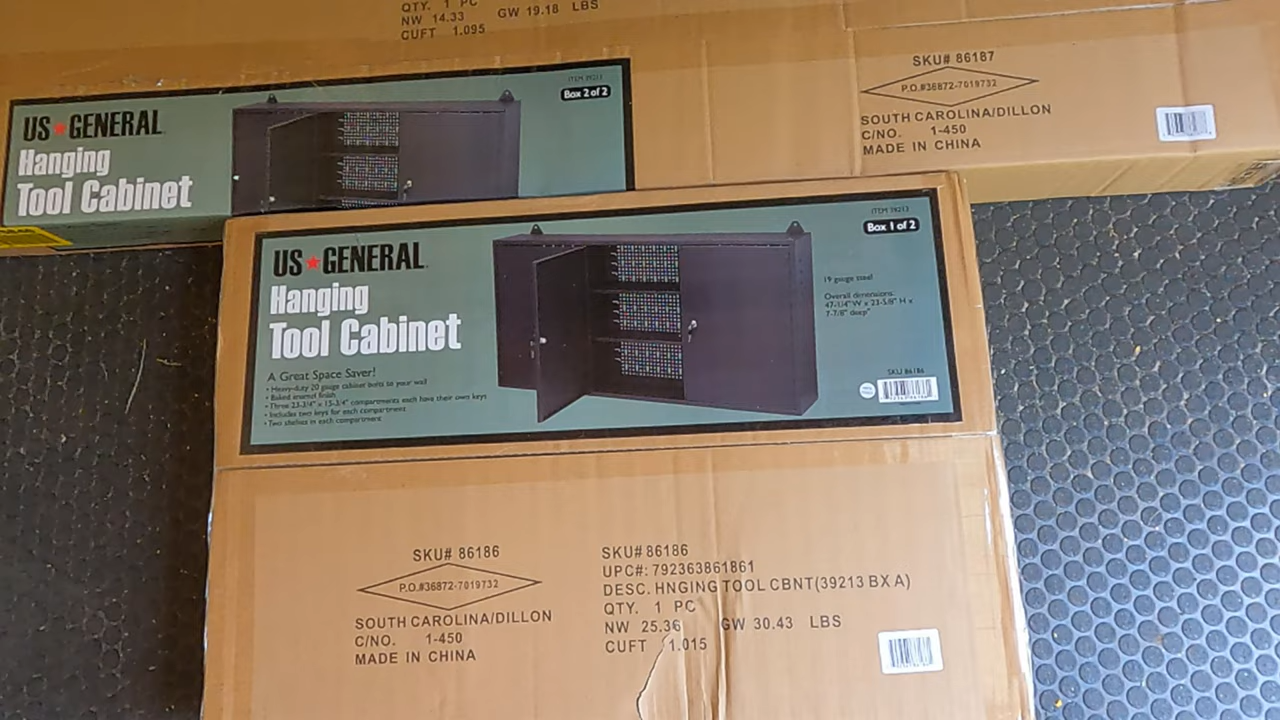 QTY. 1 PC
NW 14.33 GW 19.18 LBS
CUFT 1.095
SKU# 86187
P.O.#36872-7019732
SOUTH CAROLINA/DILLON
C/NO. 1-450
MADE IN CHINA
ITEM 39213
Box 2 of 2
US GENERAL
Hanging
Tool Cabinet
ITEM 39213
Box 1 of 2
US GENERAL
Hanging
Tool Cabinet
A Great Space Saver!
• Heavy-duty 20 gauge cabinet bolts to your wall
• Baked enamel finish
• Three 23-3/4" x 15-3/4" compartments each have their own keys
• Includes two keys for each compartment
• Two shelves in each compartment
19 gauge steel
Overall dimensions:
47-1/4" W x 23-5/8" H x
7-7/8" deep"
SKU 86186
SKU# 86186
P.O.#36872-7019732
SOUTH CAROLINA/DILLON
C/NO. 1-450
MADE IN CHINA
SKU# 86186
UPC#: 792363861861
DESC. HNGING TOOL CBNT(39213 BX A)
QTY. 1 PC
NW 25.36 GW 30.43 LBS
CUFT 1.015